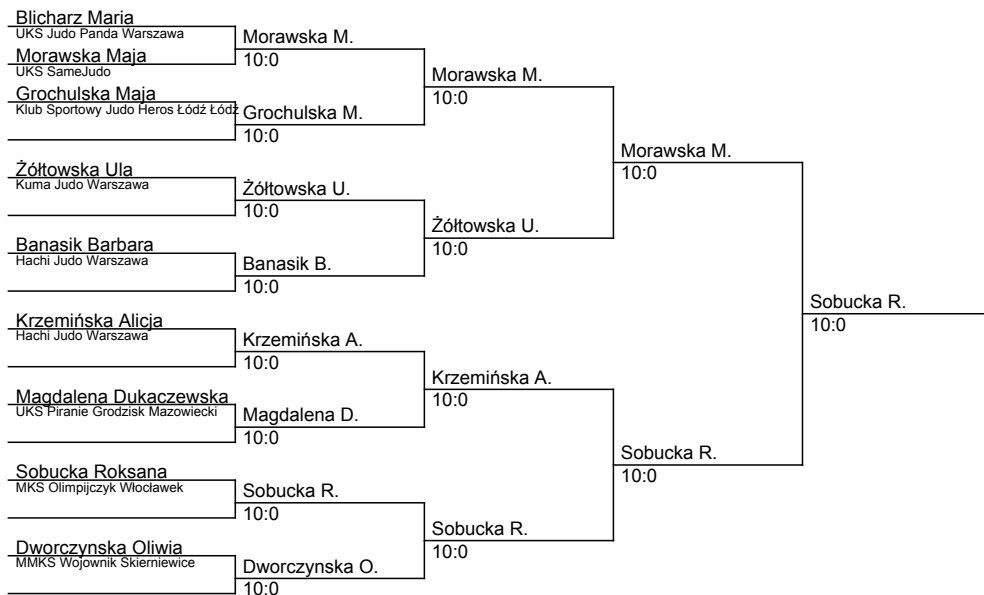 Blicharz Maria
UKS Judo Panda Warszawa
Morawska Maja
UKS SameJudo
Grochulska Maja
Klub Sportowy Judo Heros Łódź Łódź
Żółtowska Ula
Kuma Judo Warszawa
Banasik Barbara
Hachi Judo Warszawa
Krzemińska Alicja
Hachi Judo Warszawa
Magdalena Dukaczewska
UKS Piranie Grodzisk Mazowiecki
Sobucka Roksana
MKS Olimpijczyk Włocławek
Dworczynska Oliwia
MMKS Wojownik Skierniewice
Morawska M.
10:0
Grochulska M.
10:0
Żółtowska U.
10:0
Banasik B.
10:0
Krzemińska A.
10:0
Magdalena D.
10:0
Sobucka R.
10:0
Dworczynska O.
10:0
Morawska M.
10:0
Żółtowska U.
10:0
Krzemińska A.
10:0
Sobucka R.
10:0
Morawska M.
10:0
Sobucka R.
10:0
Sobucka R.
10:0